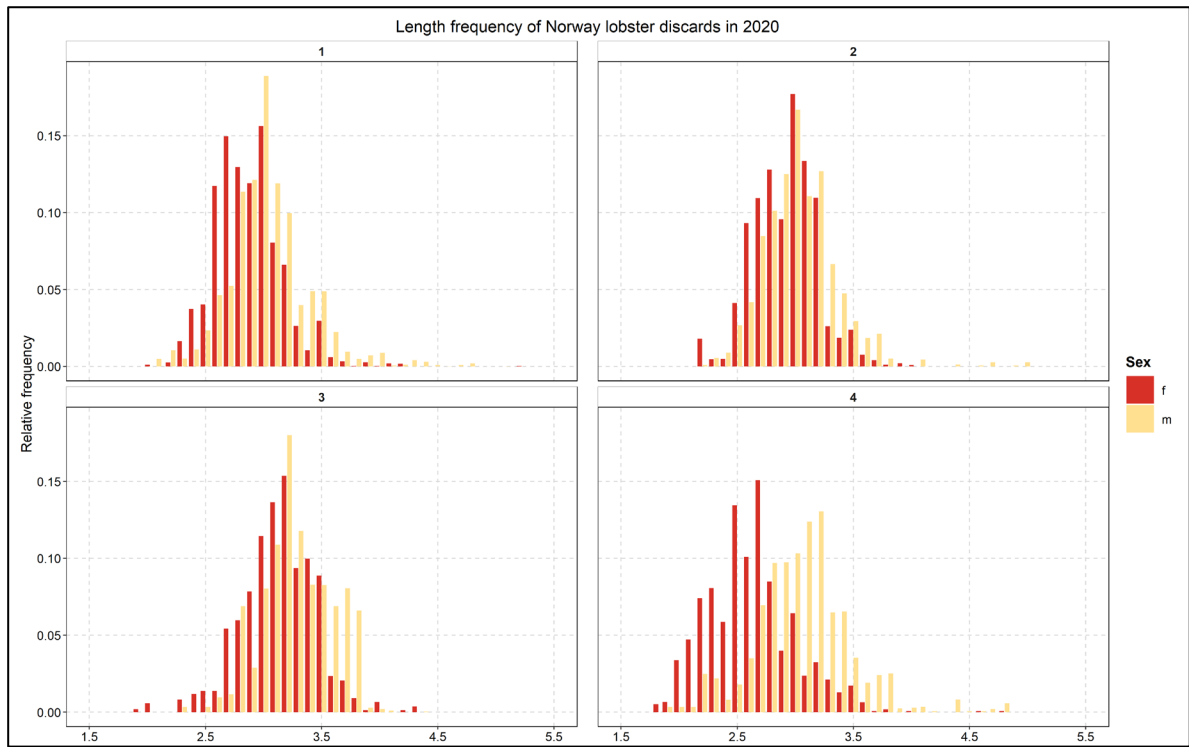 Length frequency of Norway lobster discards in 2020
1
2
0.15
0.10
0.05
0.00
3
4
0.15
0.10
0.05
0.00
Relative frequency
1.5 2.5 3.5 4.5 5.5
1.5 2.5 3.5 4.5 5.5
Sex
f
m